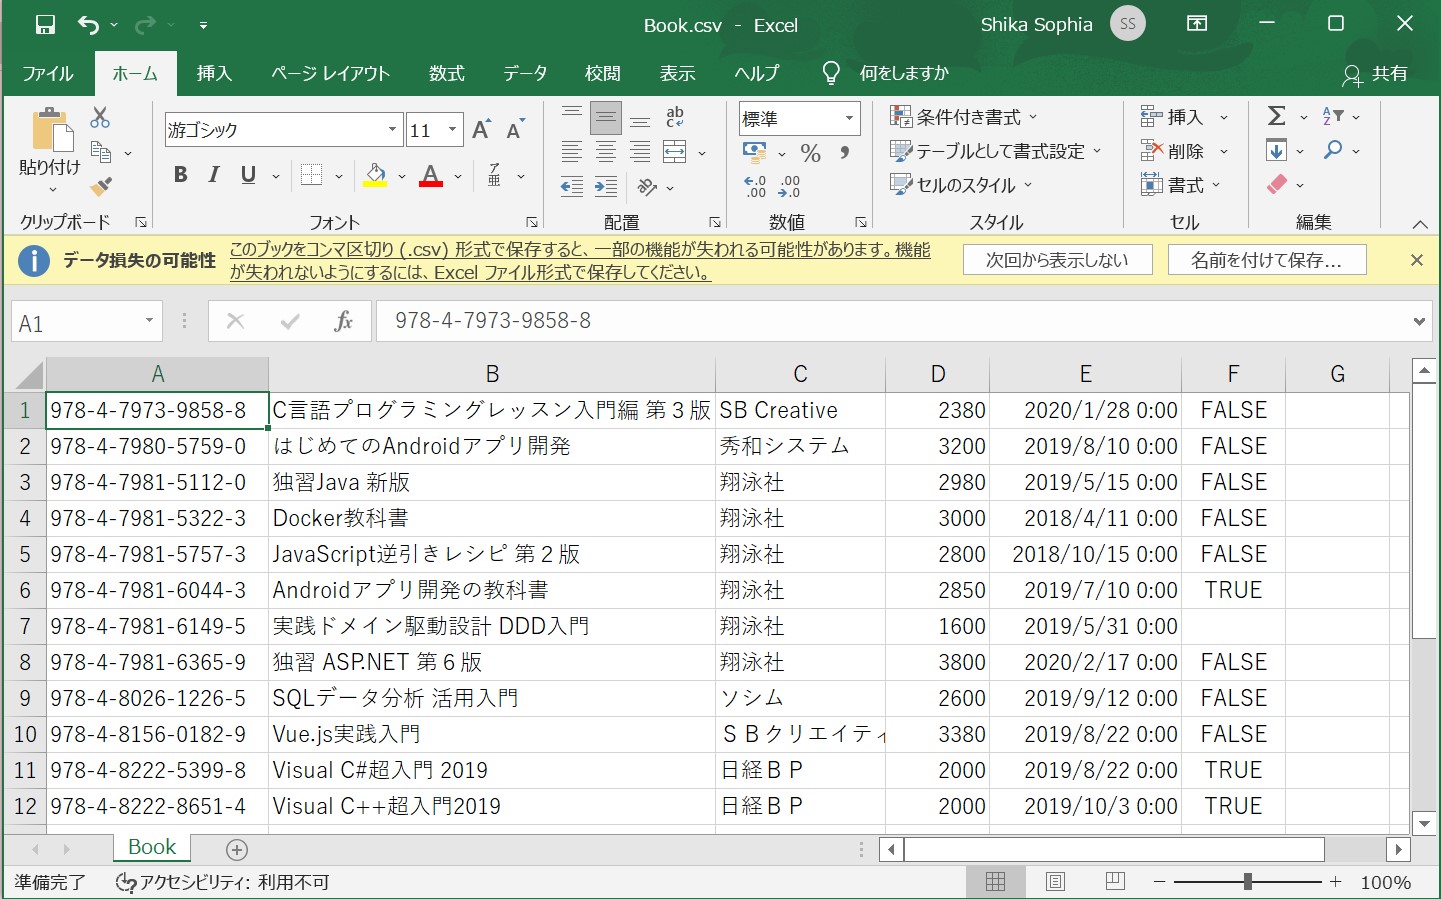 Book.csv - Excel
Shika Sophia
SS
ファイル ホーム 挿入 ページ レイアウト 数式 データ 校閲 表示 ヘルプ 何をしますか 共有
貼り付け
クリップボード
游ゴシック 11
B I U
フォント
ab
c
配置
標準
数値
条件付き書式
テーブルとして書式設定
セルのスタイル
スタイル
挿入
削除
書式
セル
編集
データ損失の可能性
このブックをコンマ区切り (.csv) 形式で保存すると、一部の機能が失われる可能性があります。機能
が失われないようにするには、Excel ファイル形式で保存してください。
次回から表示しない
名前を付けて保存...
A1
fx
978-4-7973-9858-8
A B C D E F G
1 978-4-7973-9858-8 C言語プログラミングレッスン入門編 第３版 SB Creative 2380 2020/1/28 0:00 FALSE
2 978-4-7980-5759-0 はじめてのAndroidアプリ開発 秀和システム 3200 2019/8/10 0:00 FALSE
3 978-4-7981-5112-0 独習Java 新版 翔泳社 2980 2019/5/15 0:00 FALSE
4 978-4-7981-5322-3 Docker教科書 翔泳社 3000 2018/4/11 0:00 FALSE
5 978-4-7981-5757-3 JavaScript逆引きレシピ 第２版 翔泳社 2800 2018/10/15 0:00 FALSE
6 978-4-7981-6044-3 Androidアプリ開発の教科書 翔泳社 2850 2019/7/10 0:00 TRUE
7 978-4-7981-6149-5 実践ドメイン駆動設計 DDD入門 翔泳社 1600 2019/5/31 0:00
8 978-4-7981-6365-9 独習 ASP.NET 第６版 翔泳社 3800 2020/2/17 0:00 FALSE
9 978-4-8026-1226-5 SQLデータ分析 活用入門 ソシム 2600 2019/9/12 0:00 FALSE
10 978-4-8156-0182-9 Vue.js実践入門 ＳＢクリエイティ 3380 2019/8/22 0:00 FALSE
11 978-4-8222-5399-8 Visual C#超入門 2019 日経ＢＰ 2000 2019/8/22 0:00 TRUE
12 978-4-8222-8651-4 Visual C++超入門2019 日経ＢＰ 2000 2019/10/3 0:00 TRUE
Book
準備完了 アクセシビリティ: 利用不可 100%